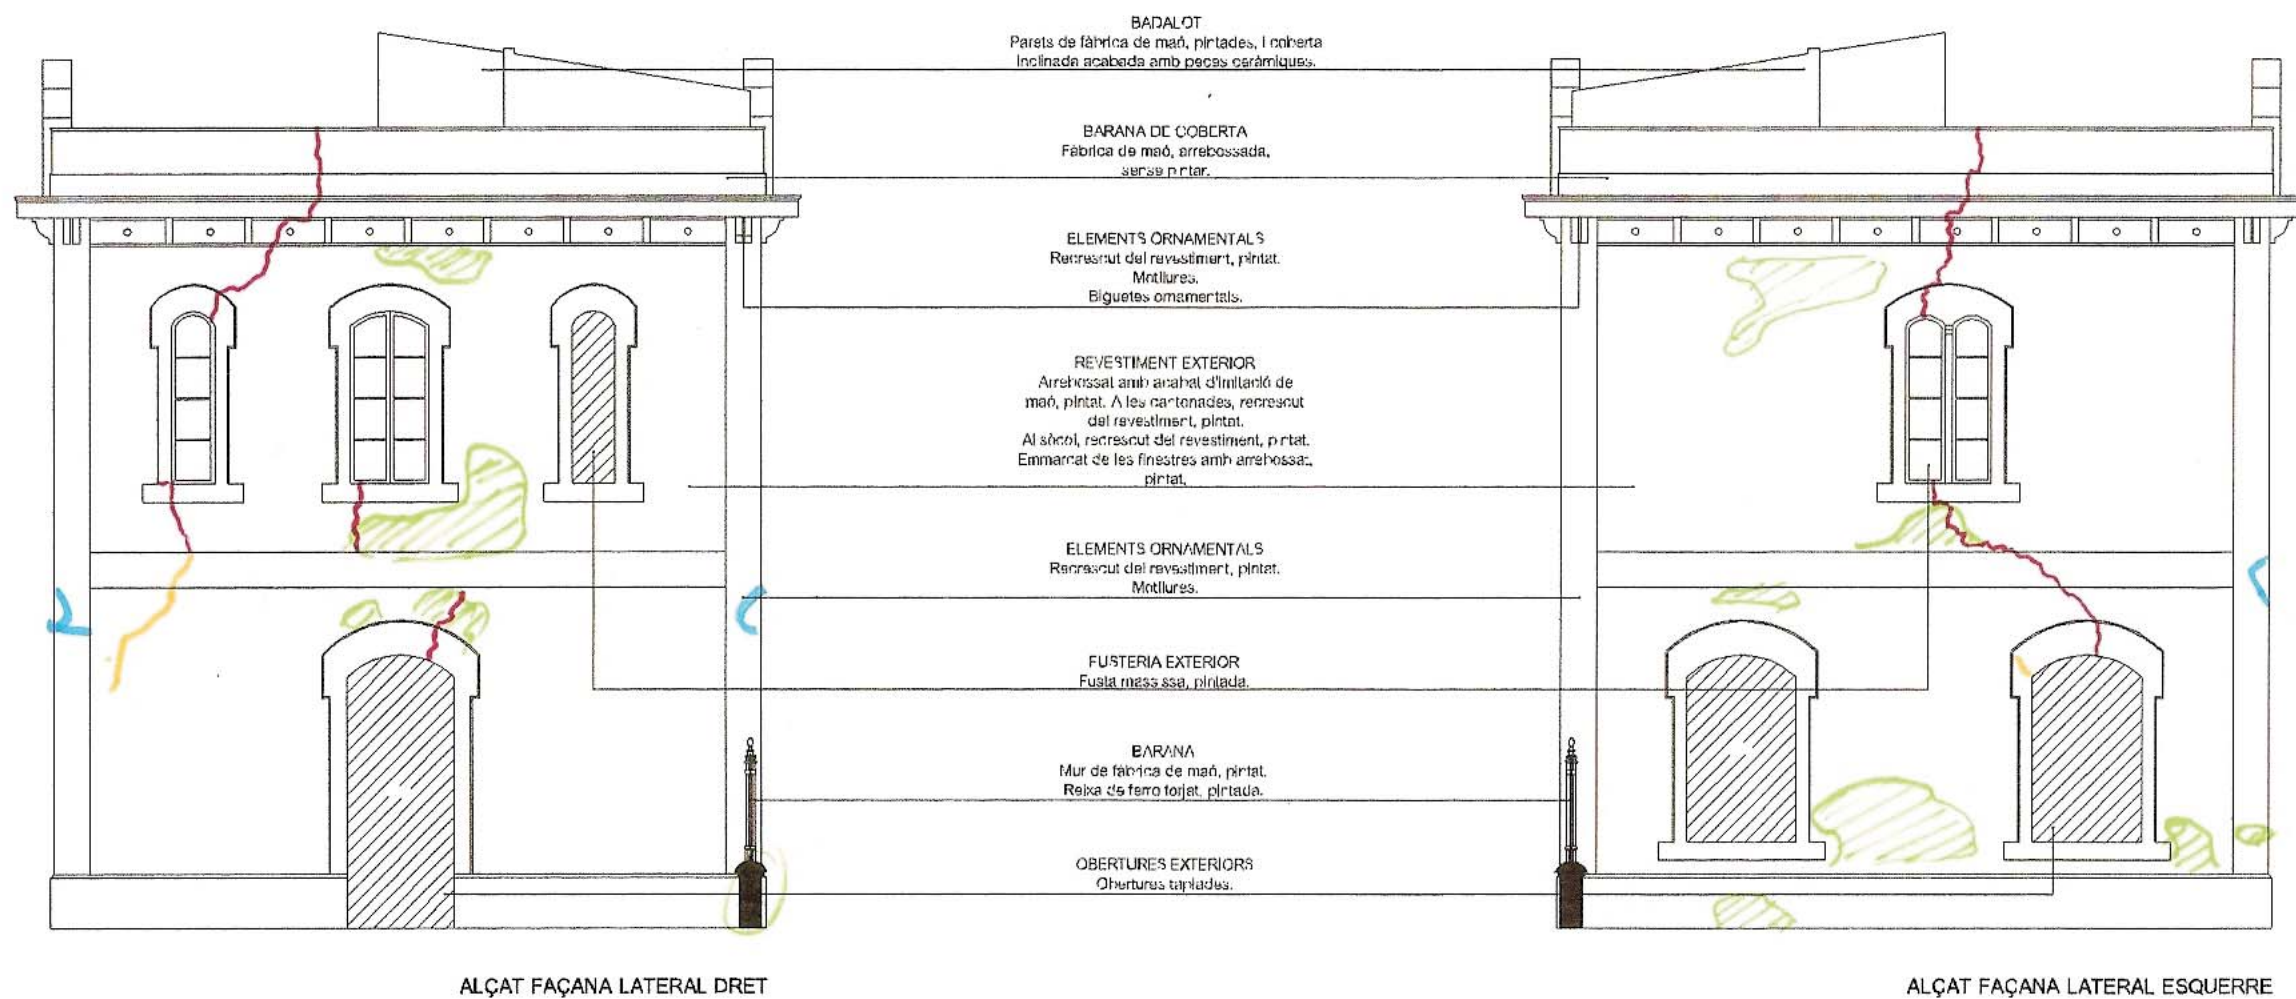 BADALOT
Parets de fàbrica de maó, pintades, i coberta
inclinada acabada amb peces ceràmiques.
BARANA DE COBERTA
Fàbrica de maó, arrebossada,
sense pintar.
ELEMENTS ORNAMENTALS
Recrescut del revestiment, pintat.
Motllures.
Biguetes ornamentals.
REVESTIMENT EXTERIOR
Arrebossat amb acabat d'imitació de
maó, pintat. A les cantonades, recrescut
del revestiment, pintat.
Al sòcol, recrescut del revestiment, pintat.
Emmarcat de les finestres amb arrebossat,
pintat.
ELEMENTS ORNAMENTALS
Recrescut del revestiment, pintat.
Motllures.
FUSTERIA EXTERIOR
Fusta massissa, pintada.
BARANA
Mur de fàbrica de maó, pintat.
Reixa de ferro forjat, pintada.
OBERTURES EXTERIORS
Obertures tapiades.
ALÇAT FAÇANA LATERAL DRET
ALÇAT FAÇANA LATERAL ESQUERRE